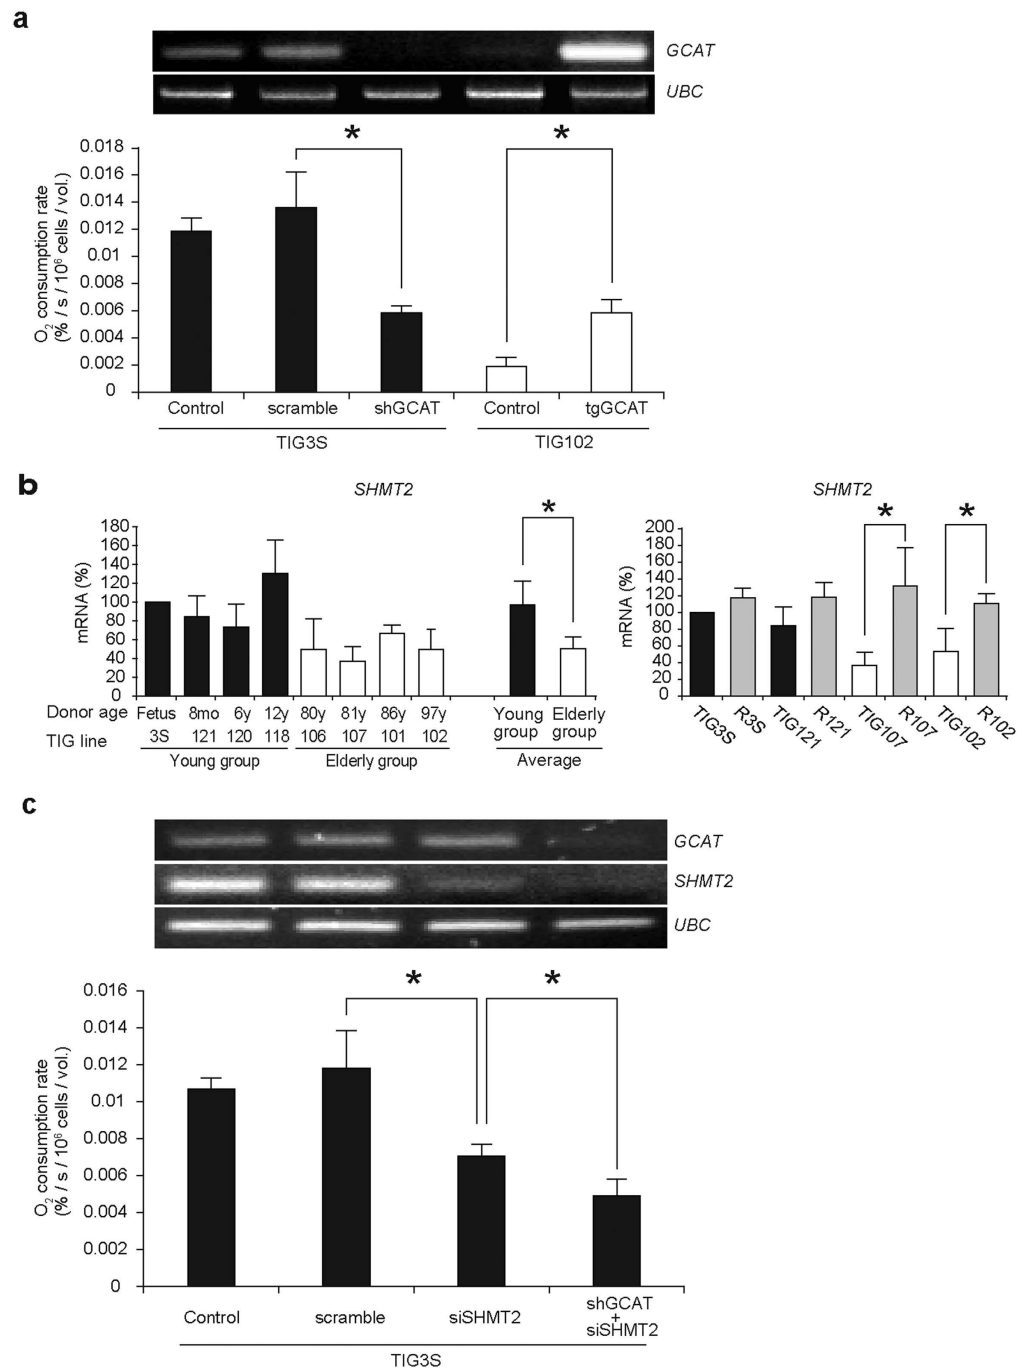 a
GCAT
UBC
*
*
O2 consumption rate
(% / s / 10⁶ cells / vol.)
0.018
0.016
0.014
0.012
0.01
0.008
0.006
0.004
0.002
0
Control scramble shGCAT Control tgGCAT
TIG3S TIG102
b
SHMT2
*
mRNA (%)
180
160
140
120
100
80
60
40
20
0
Donor age Fetus 8mo 6y 12y 80y 81y 86y 97y
TIG line 3S 121 120 118 106 107 101 102
Young group Elderly group
Young group Elderly group
Average
SHMT2
* *
mRNA (%)
200
180
160
140
120
100
80
60
40
20
0
TIG3S R3S TIG121 R121 TIG107 R107 TIG102 R102
c
GCAT
SHMT2
UBC
* *
O2 consumption rate
(% / s / 10⁶ cells / vol.)
0.016
0.014
0.012
0.01
0.008
0.006
0.004
0.002
0
Control scramble siSHMT2 shGCAT
+
siSHMT2
TIG3S